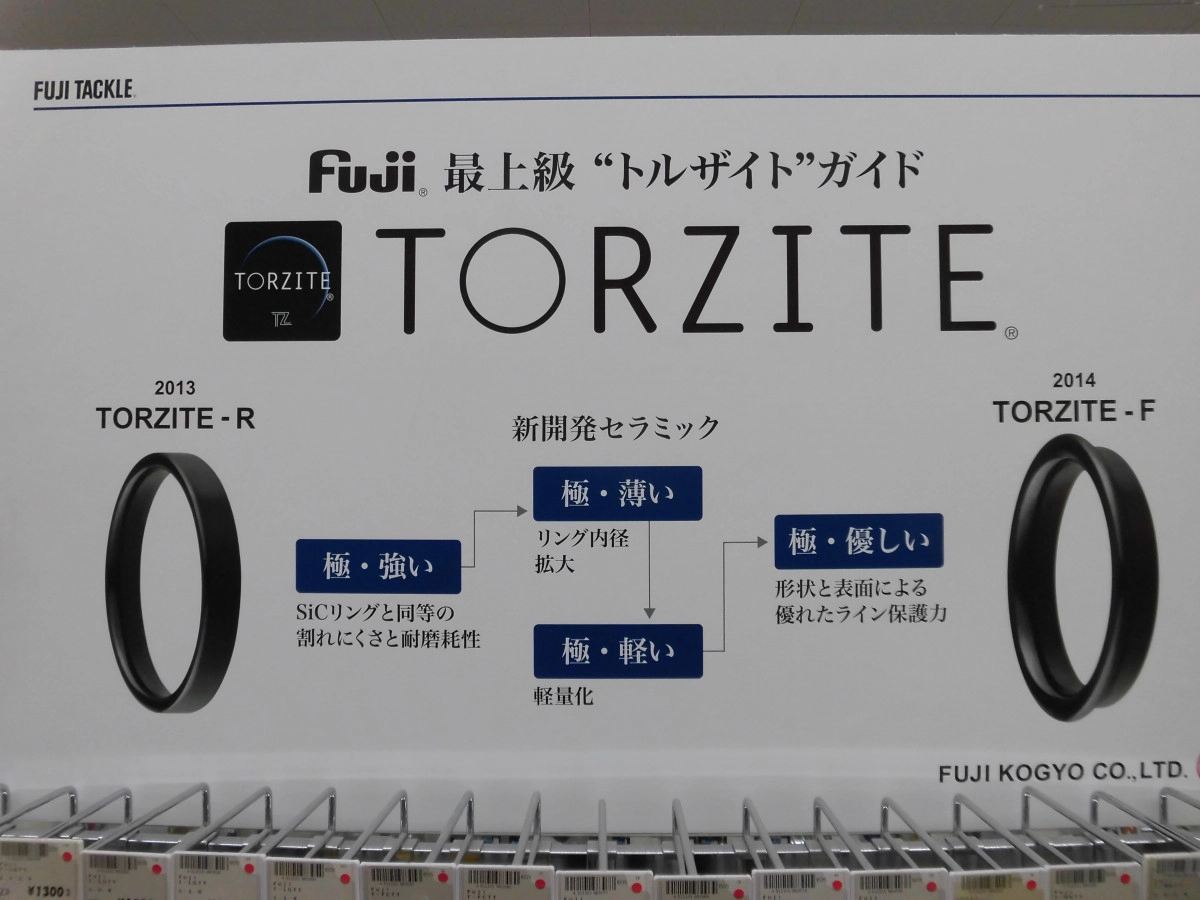 FUJI TACKLE
Fuji® 最上級 “トルザイト”ガイド
TORZITE®
TZ
TORZITE®
2013
TORZITE - R
2014
TORZITE - F
新開発セラミック
極・強い
SiCリングと同等の
割れにくさと耐磨耗性
極・薄い
リング内径
拡大
極・軽い
軽量化
極・優しい
形状と表面による
優れたライン保護力
FUJI KOGYO CO.,LTD.
¥1300